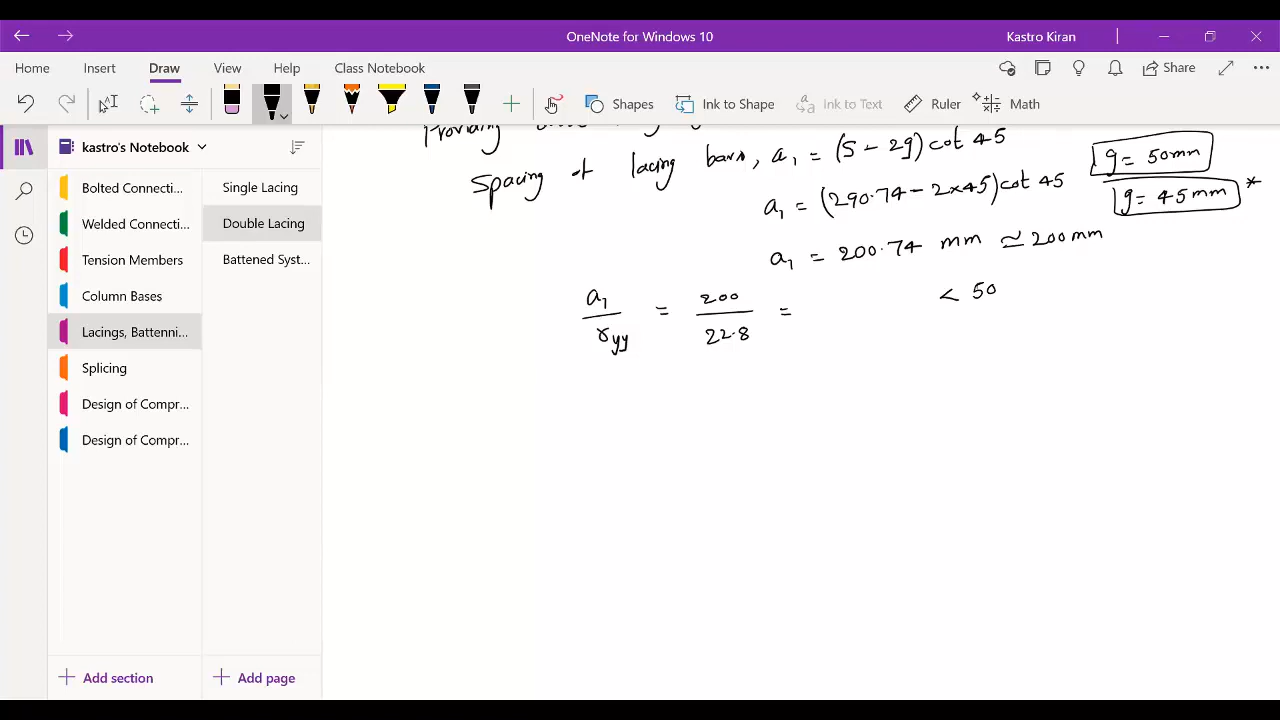 OneNote for Windows 10
Kastro Kiran
Home Insert Draw View Help Class Notebook
Share
Shapes Ink to Shape Ink to Text Ruler Math
kastro's Notebook
Bolted Connecti...
Welded Connecti...
Tension Members
Column Bases
Lacings, Battenni...
Splicing
Design of Compr...
Design of Compr...
Add section
Single Lacing
Double Lacing
Battened Syst...
Add page
Providing
Spacing of lacing bars, a₁ = (S - 2g) cot 45
g = 50mm
a₁ = (290.74 - 2×45) cot 45
g = 45mm *
a₁ = 200.74 mm ≃ 200mm
a₁/ryy = 200/22.8 = < 50